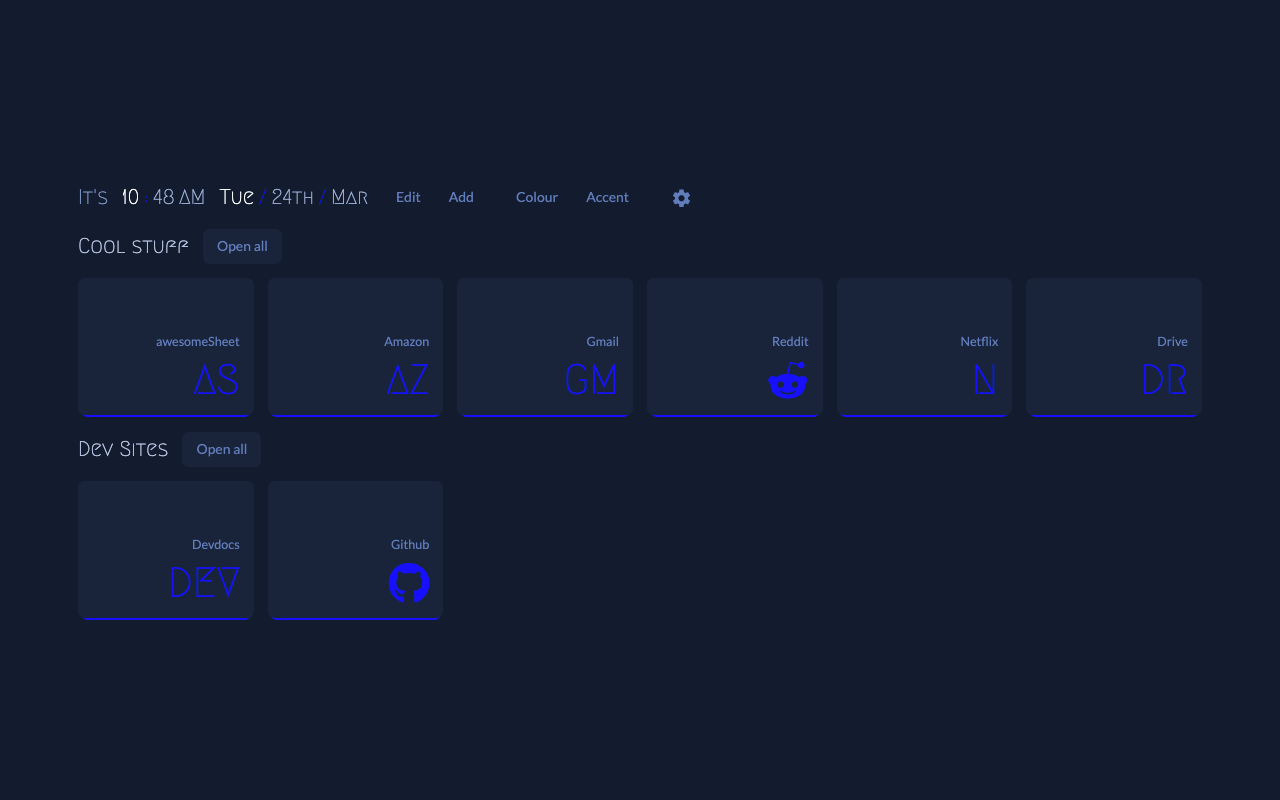 It's 10 : 48 AM Tue / 24th / Mar Edit Add Colour Accent
Cool stuff Open all
awesomeSheet Amazon Gmail Reddit Netflix Drive
AS AZ GM N DR
Dev Sites Open all
Devdocs Github
DEV